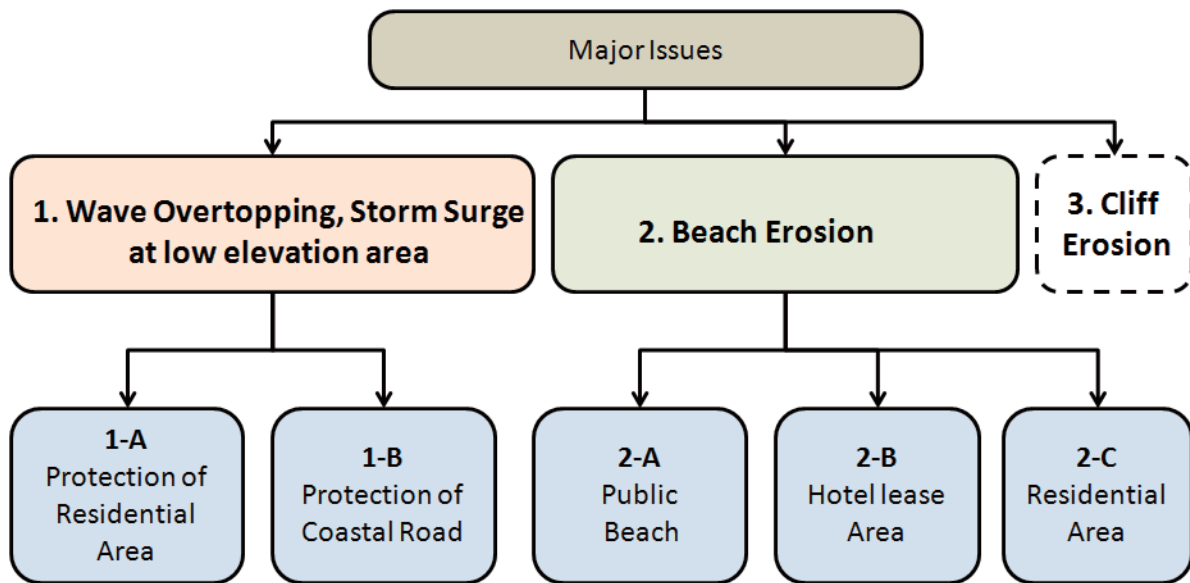 Major Issues
1. Wave Overtopping, Storm Surge
at low elevation area
2. Beach Erosion
3. Cliff
Erosion
1-A
Protection of
Residential
Area
1-B
Protection of
Coastal Road
2-A
Public
Beach
2-B
Hotel lease
Area
2-C
Residential
Area